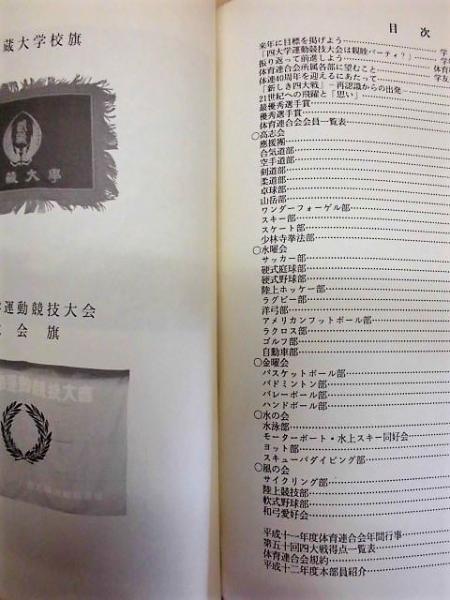 蔵大学校旗
蔵大學
運動競技大会
会旗
運動競技大會
目次
来年に目標を掲げよう
「四大学運動競技大会は親睦パーティ？」
振り返って前進しよう
体育連合会所属各部に望むこと
体連40周年を迎えるにあたって
「新しき四大戦」－再認識からの出発
21世紀への飛躍と「思い」
最優秀選手賞
優秀選手賞
体育連合会会員一覧表
○高志会
應援團
合気道部
空手道部
剣道部
柔道部
卓球部
山岳部
ワンダーフォーゲル部
スキー部
スケート部
少林寺拳法部
○水曜会
サッカー部
硬式庭球部
硬式野球部
陸上ホッケー部
ラグビー部
洋弓部
アメリカンフットボール部
ラクロス部
ゴルフ部
自動車部
○金曜会
バスケットボール部
バドミントン部
バレーボール部
ハンドボール部
○水の会
水泳部
モーターボート・水上スキー同好会
ヨット部
スキューバダイビング部
○風の会
サイクリング部
陸上競技部
軟式野球部
和弓愛好会
平成十一年度体育連合会年間行事
第五十回四大戦得点一覧表
体育連合会規約
平成十二年度本部員紹介